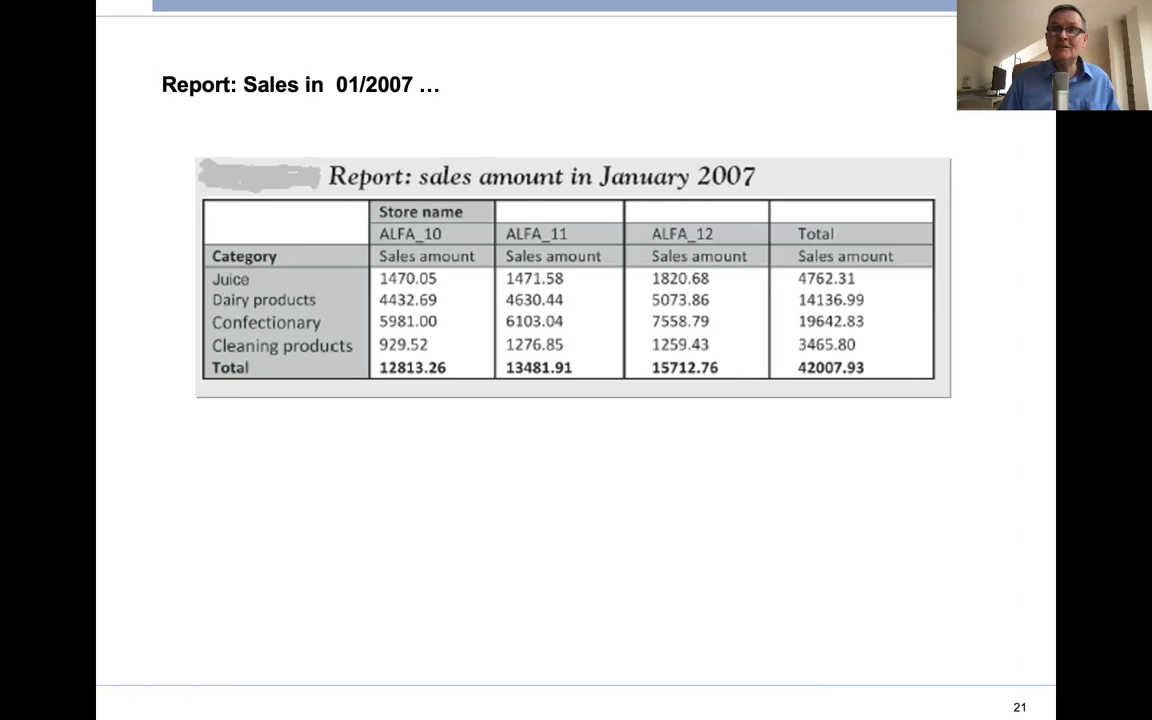 Report: Sales in 01/2007 …
Report: sales amount in January 2007
Store name
ALFA_10 ALFA_11 ALFA_12 Total
Category Sales amount Sales amount Sales amount Sales amount
Juice 1470.05 1471.58 1820.68 4762.31
Dairy products 4432.69 4630.44 5073.86 14136.99
Confectionary 5981.00 6103.04 7558.79 19642.83
Cleaning products 929.52 1276.85 1259.43 3465.80
Total 12813.26 13481.91 15712.76 42007.93
21